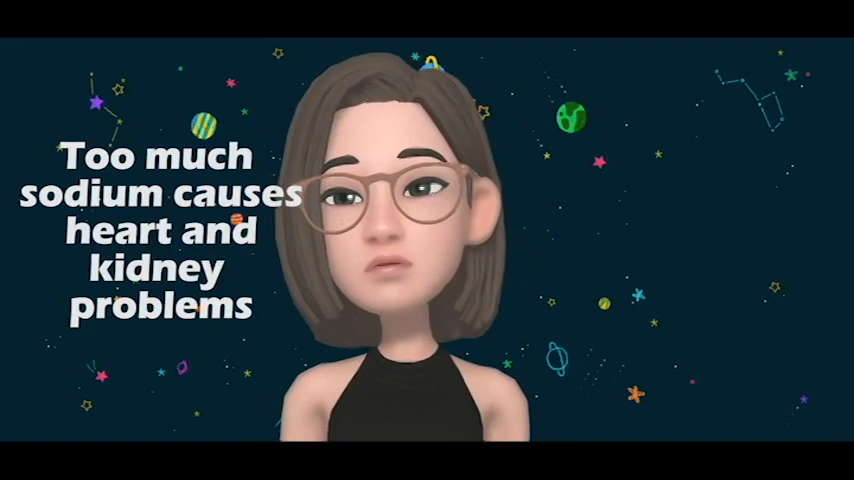 Too much
sodium causes
heart and
kidney
problems